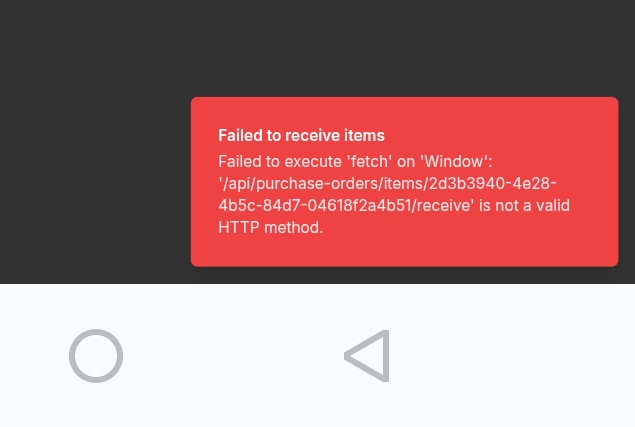 Failed to receive items
Failed to execute 'fetch' on 'Window':
'/api/purchase-orders/items/2d3b3940-4e28-
4b5c-84d7-04618f2a4b51/receive' is not a valid
HTTP method.